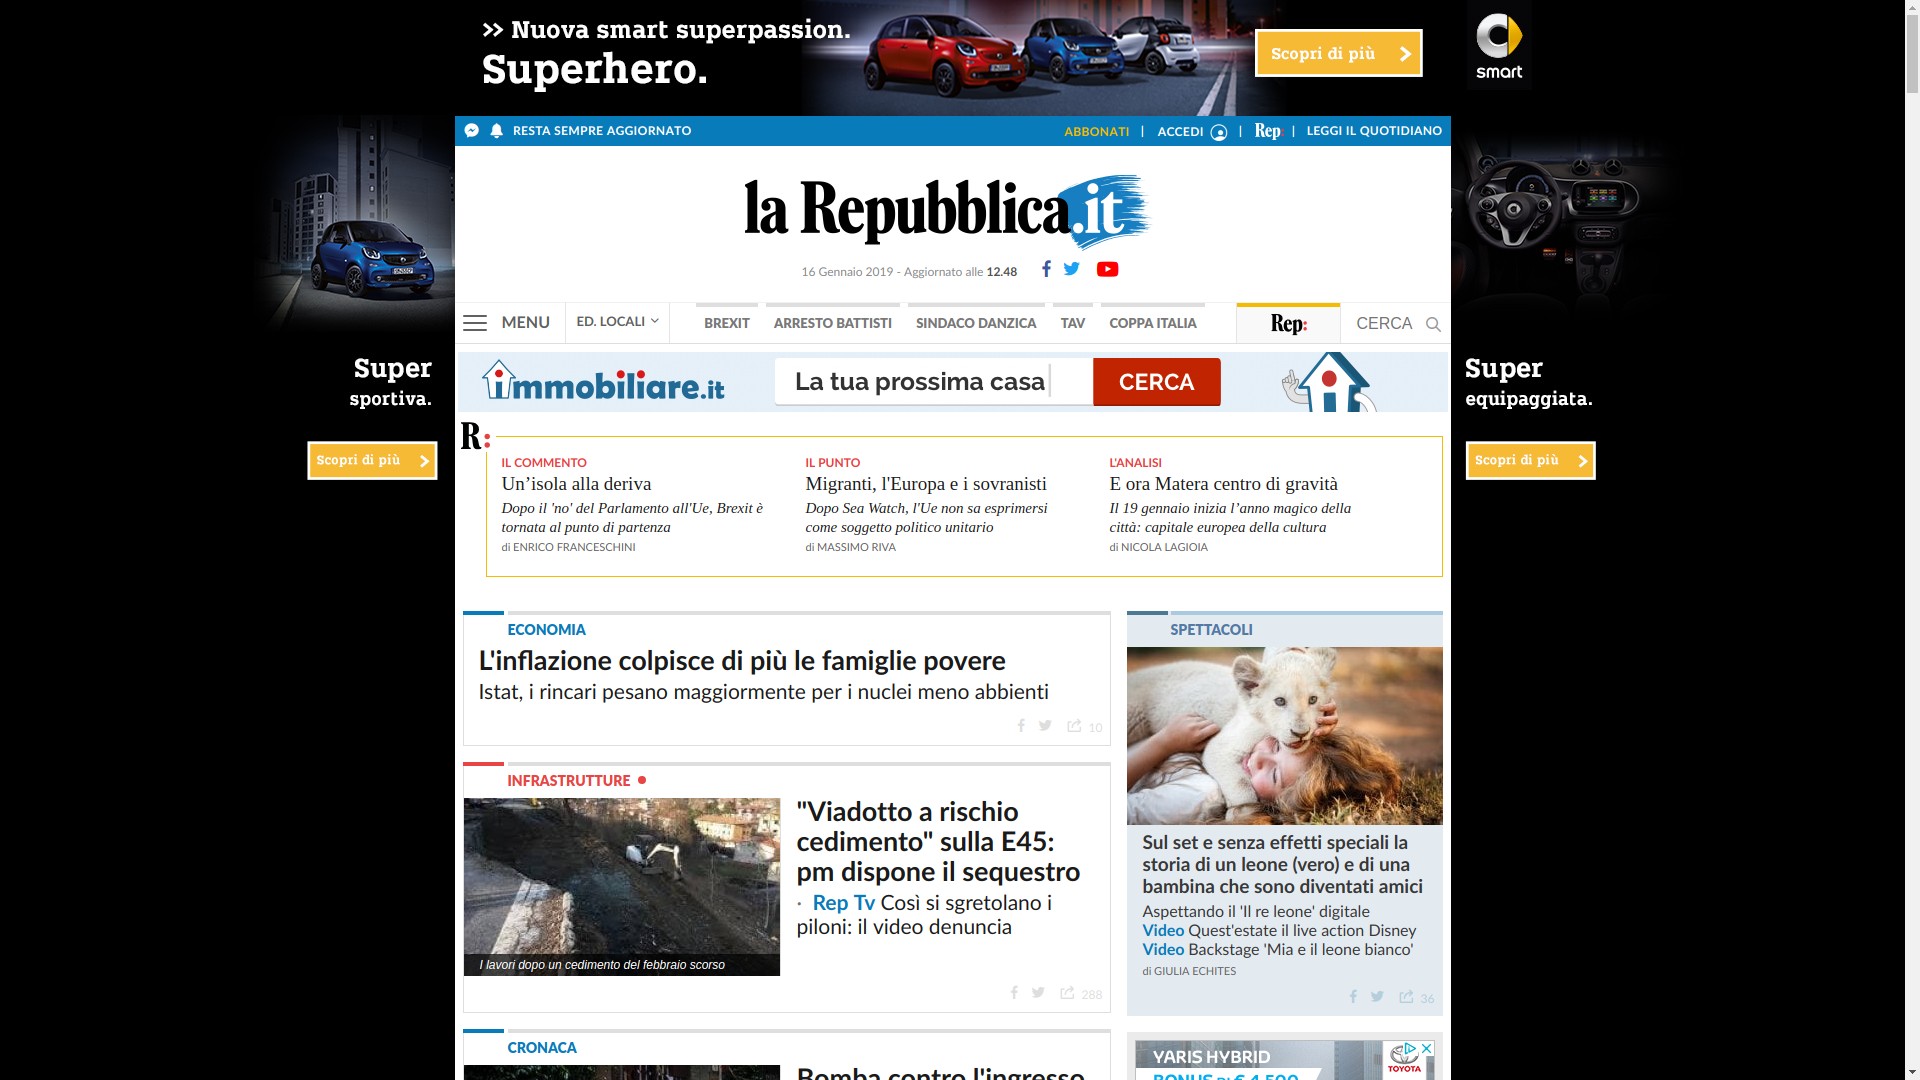 >> Nuova smart superpassion.
Superhero.
Scopri di più
smart
RESTA SEMPRE AGGIORNATO
ABBONATI | ACCEDI | Rep: | LEGGI IL QUOTIDIANO
la Repubblica.it
16 Gennaio 2019 - Aggiornato alle 12.48
MENU
ED. LOCALI
BREXIT
ARRESTO BATTISTI
SINDACO DANZICA
TAV
COPPA ITALIA
Rep:
CERCA
Super
sportiva.
Scopri di più
immobiliare.it
La tua prossima casa
CERCA
Super
equipaggiata.
Scopri di più
R:
IL COMMENTO
Un’isola alla deriva
Dopo il 'no' del Parlamento all'Ue, Brexit è
tornata al punto di partenza
di ENRICO FRANCESCHINI
IL PUNTO
Migranti, l'Europa e i sovranisti
Dopo Sea Watch, l'Ue non sa esprimersi
come soggetto politico unitario
di MASSIMO RIVA
L'ANALISI
E ora Matera centro di gravità
Il 19 gennaio inizia l’anno magico della
città: capitale europea della cultura
di NICOLA LAGIOIA
ECONOMIA
L'inflazione colpisce di più le famiglie povere
Istat, i rincari pesano maggiormente per i nuclei meno abbienti
10
INFRASTRUTTURE
"Viadotto a rischio
cedimento" sulla E45:
pm dispone il sequestro
· Rep Tv Così si sgretolano i
piloni: il video denuncia
I lavori dopo un cedimento del febbraio scorso
288
CRONACA
Bomba contro l'ingresso
SPETTACOLI
Sul set e senza effetti speciali la
storia di un leone (vero) e di una
bambina che sono diventati amici
Aspettando il 'Il re leone' digitale
Video Quest'estate il live action Disney
Video Backstage 'Mia e il leone bianco'
di GIULIA ECHITES
36
YARIS HYBRID
BONUS DI € 4.500
TOYOTA